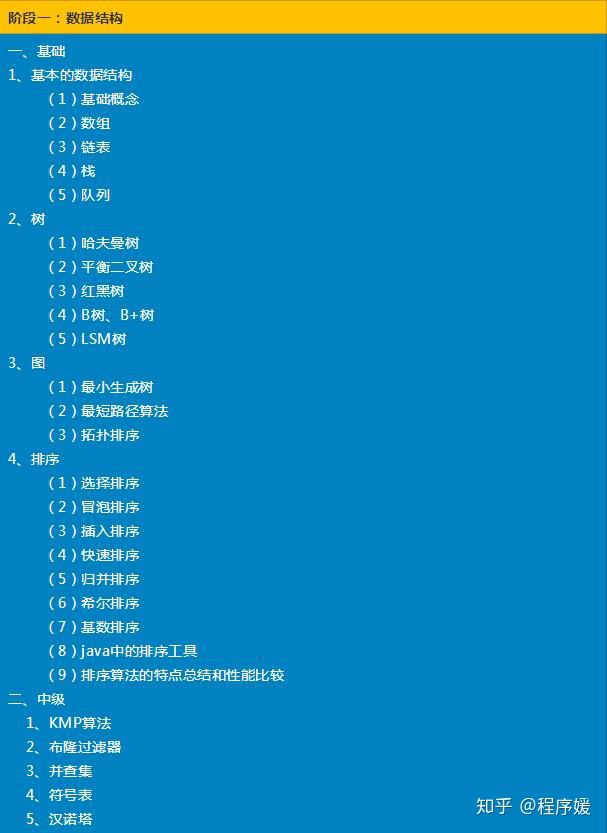 阶段一：数据结构
一、基础
1、基本的数据结构
（1）基础概念
（2）数组
（3）链表
（4）栈
（5）队列
2、树
（1）哈夫曼树
（2）平衡二叉树
（3）红黑树
（4）B树、B+树
（5）LSM树
3、图
（1）最小生成树
（2）最短路径算法
（3）拓扑排序
4、排序
（1）选择排序
（2）冒泡排序
（3）插入排序
（4）快速排序
（5）归并排序
（6）希尔排序
（7）基数排序
（8）java中的排序工具
（9）排序算法的特点总结和性能比较
二、中级
1、KMP算法
2、布隆过滤器
3、并查集
4、符号表
5、汉诺塔
知乎 @程序媛